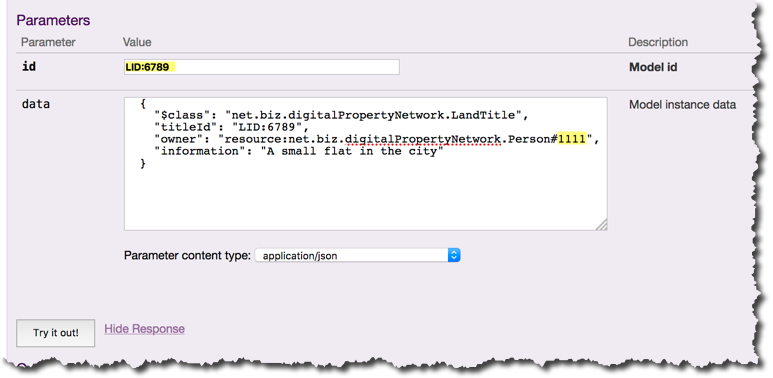 Parameters
Parameter Value Description
id LID:6789 Model id
data { Model instance data
"$class": "net.biz.digitalPropertyNetwork.LandTitle",
"titleId": "LID:6789",
"owner": "resource:net.biz.digitalPropertyNetwork.Person#1111",
"information": "A small flat in the city"
}
Parameter content type: application/json
Try it out! Hide Response